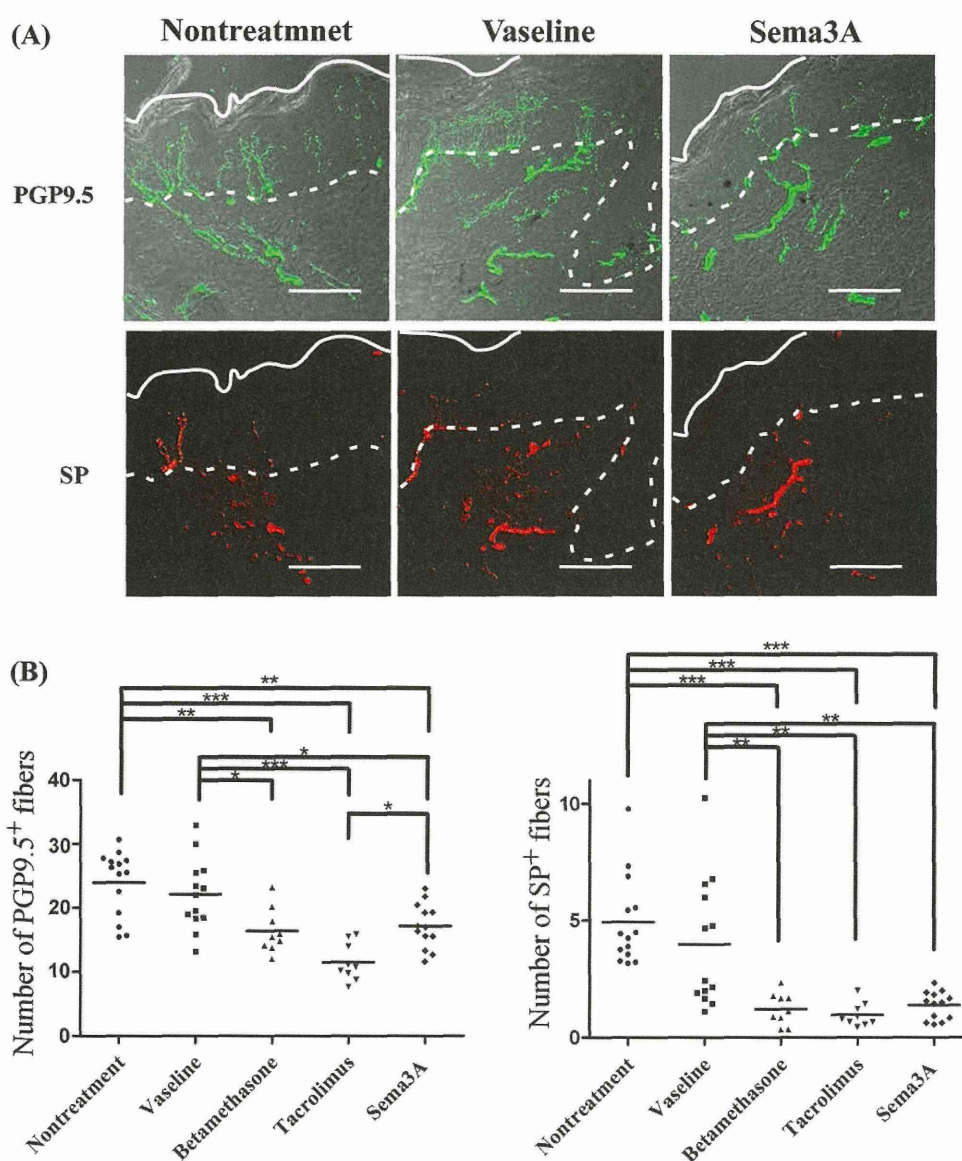 (A)
Nontreatmnet Vaseline Sema3A
PGP9.5
SP
(B)
**
***
**
*
***
*
*
Number of PGP9.5+ fibers
40
30
20
10
0
Nontreatment
Vaseline
Betamethasone
Tacrolimus
Sema3A
***
***
***
**
**
**
Number of SP+ fibers
10
5
0
Nontreatment
Vaseline
Betamethasone
Tacrolimus
Sema3A